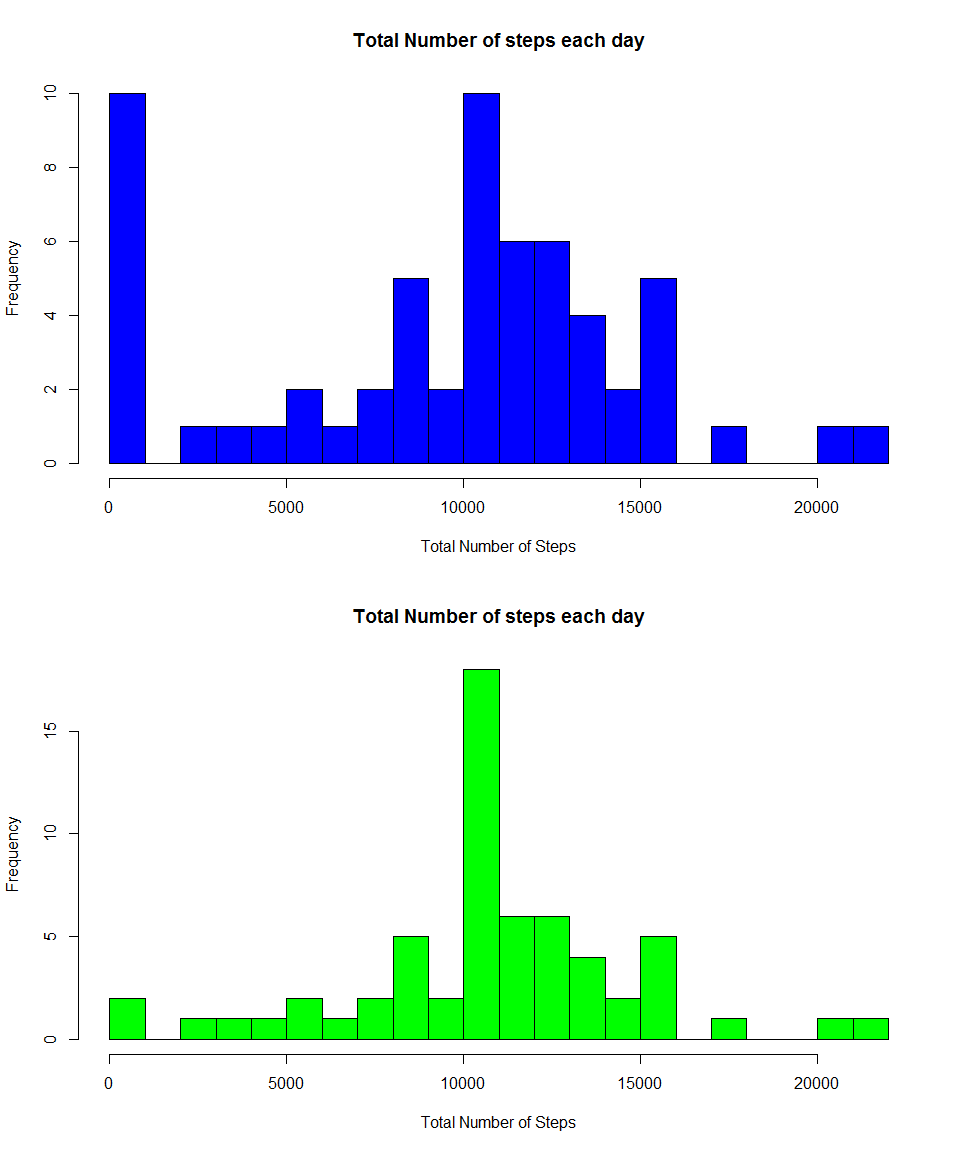 Total Number of steps each day
10
8
6
4
2
0
Frequency
0 5000 10000 15000 20000
Total Number of Steps
Total Number of steps each day
15
10
5
0
Frequency
0 5000 10000 15000 20000
Total Number of Steps